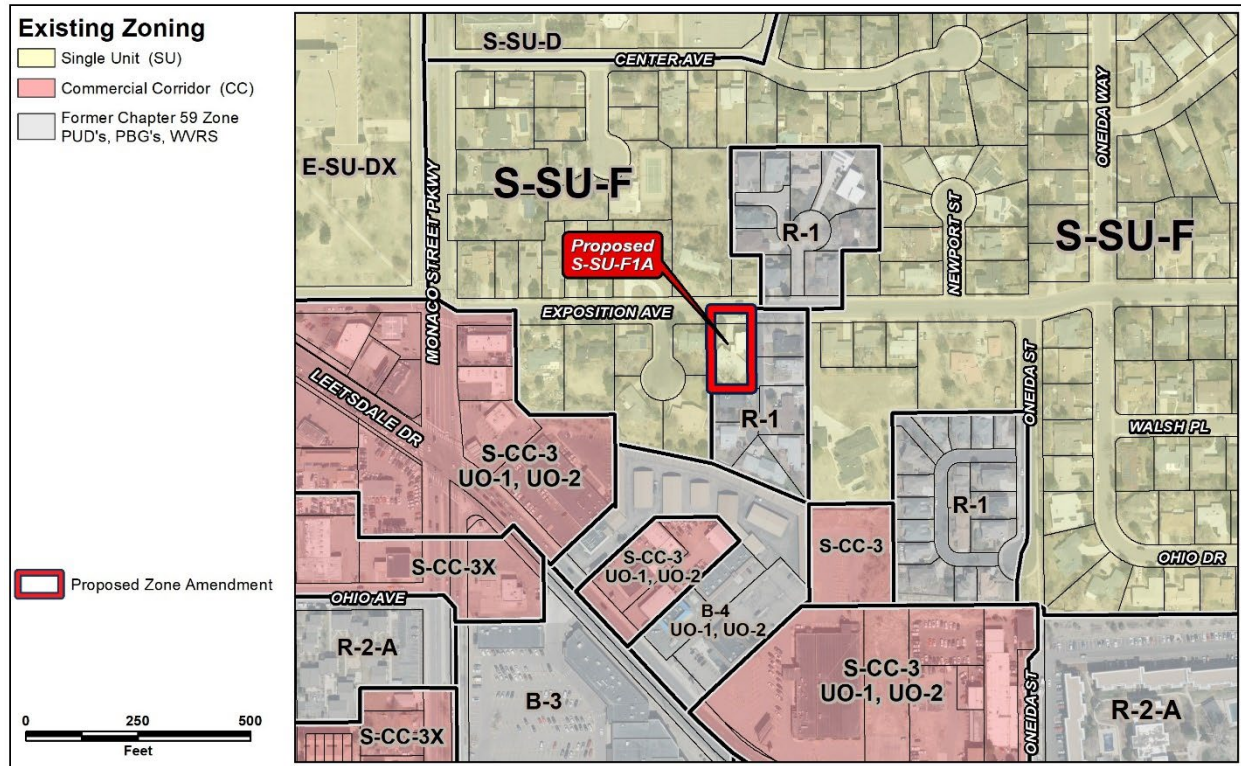 Existing Zoning
Single Unit (SU)
Commercial Corridor (CC)
Former Chapter 59 Zone
PUD's, PBG's, WVRS
Proposed Zone Amendment
0 250 500
Feet
S-SU-D
CENTER AVE
ONEIDA WAY
E-SU-DX
MONACO STREET PKWY
S-SU-F
R-1
NEWPORT ST
S-SU-F
Proposed
S-SU-F1A
EXPOSITION AVE
LEETSDALE DR
R-1
ONEIDA ST
WALSH PL
S-CC-3
UO-1, UO-2
R-1
S-CC-3
S-CC-3
UO-1, UO-2
S-CC-3X
OHIO DR
OHIO AVE
B-4
UO-1, UO-2
R-2-A
S-CC-3
UO-1, UO-2
B-3
ONEIDA ST
R-2-A
S-CC-3X